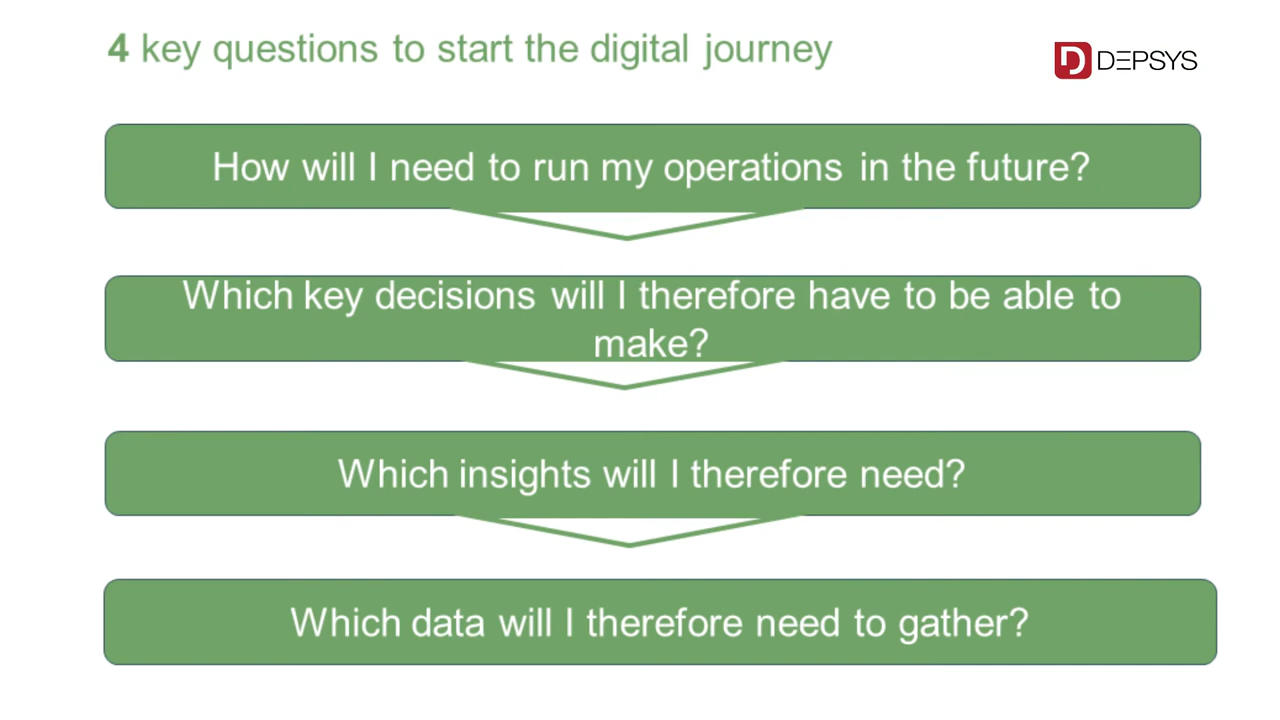 4 key questions to start the digital journey
DEPSYS
How will I need to run my operations in the future?
Which key decisions will I therefore have to be able to
make?
Which insights will I therefore need?
Which data will I therefore need to gather?